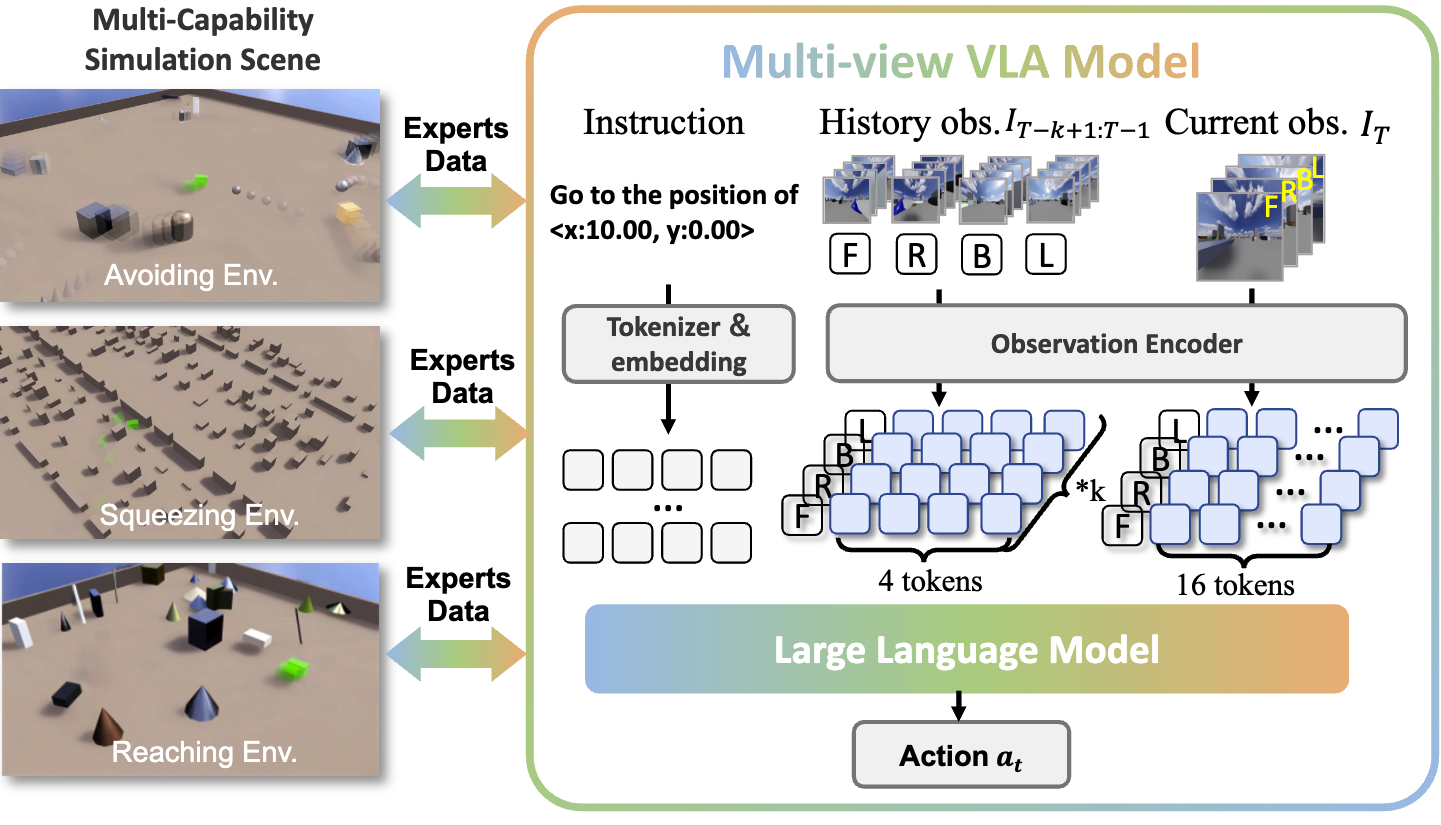 Multi-Capability
Simulation Scene
Avoiding Env.
Squeezing Env.
Reaching Env.
Experts
Data
Experts
Data
Experts
Data
Multi-view VLA Model
Instruction
History obs. I_{T−k+1:T−1}
Current obs. I_T
Go to the position of
<x:10.00, y:0.00>
F R B L
F R B L
Tokenizer &
embedding
Observation Encoder
...
L
B
R
F
*k
4 tokens
L ...
B ...
R ...
F ...
16 tokens
Large Language Model
Action a_t